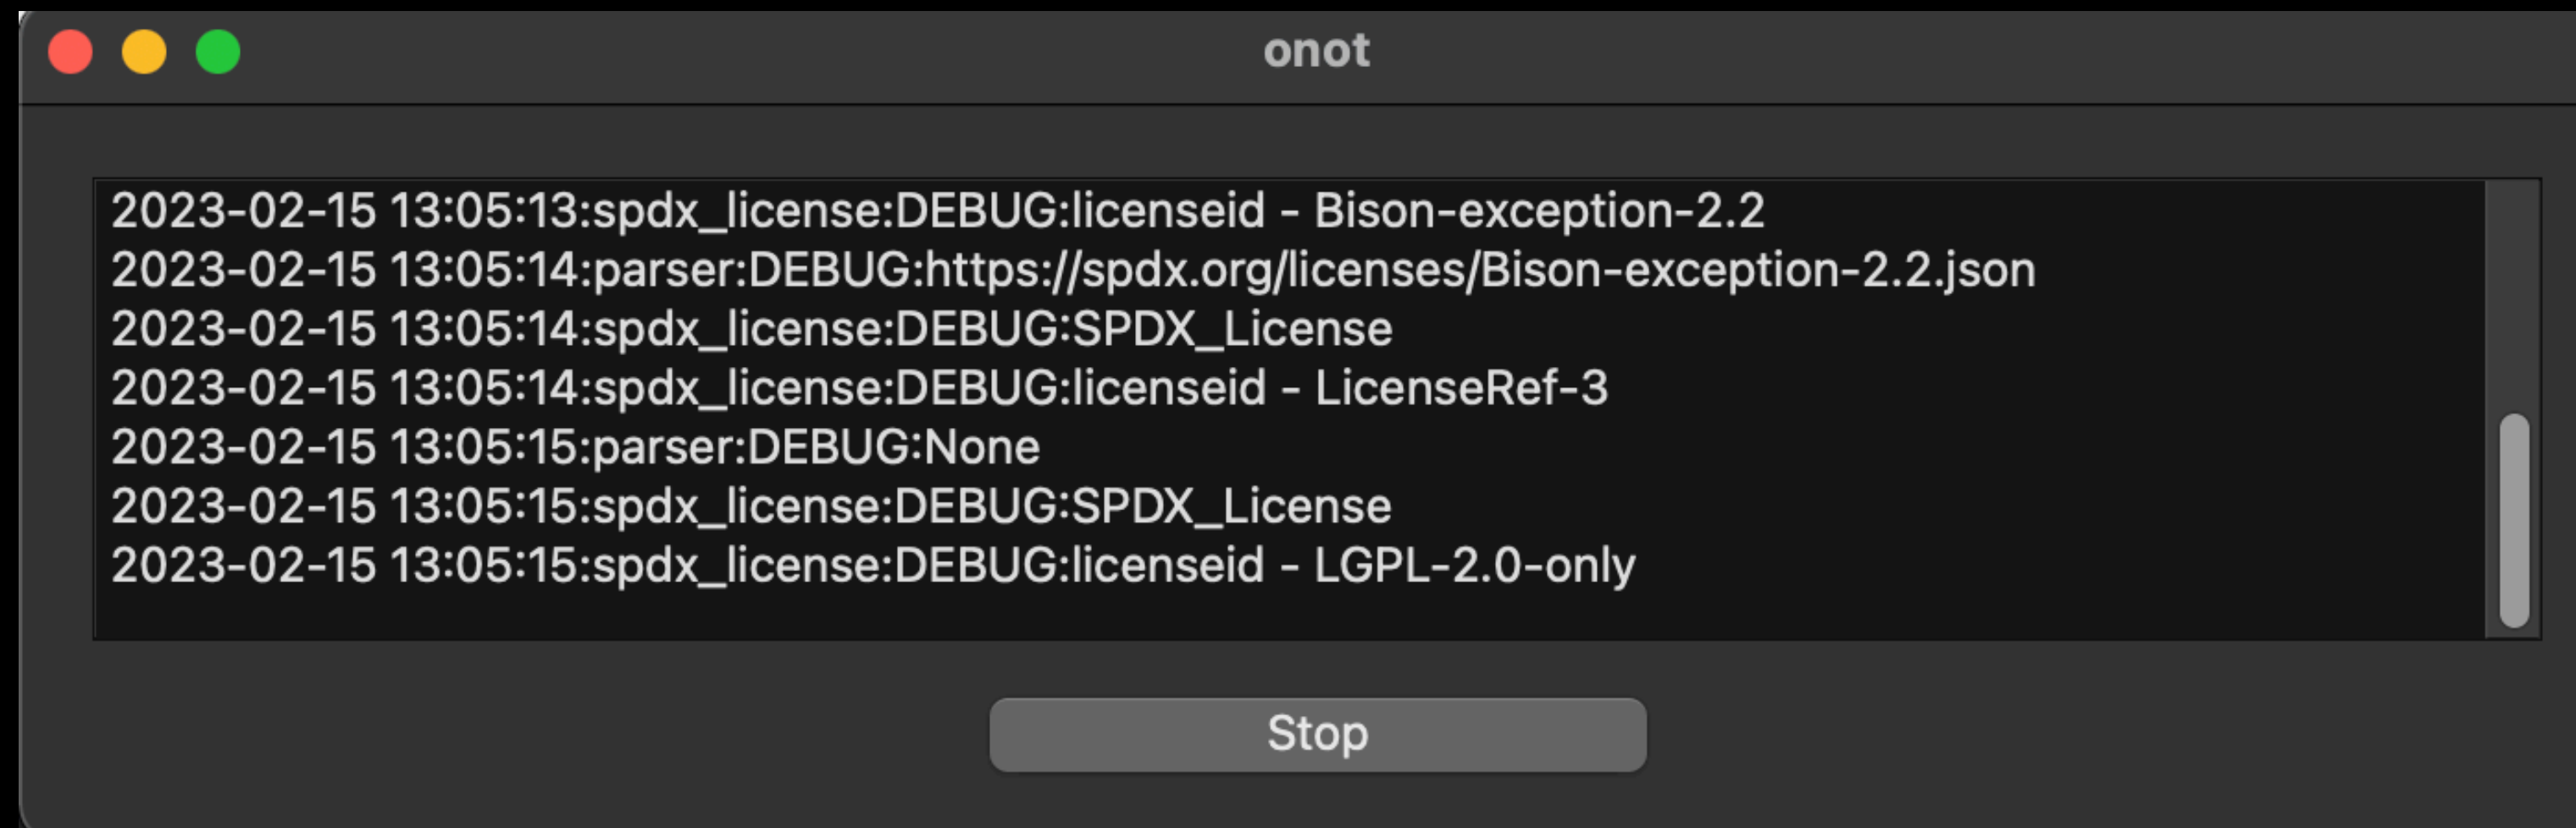 onot
2023-02-15 13:05:13:spdx_license:DEBUG:licenseid - Bison-exception-2.2
2023-02-15 13:05:14:parser:DEBUG:https://spdx.org/licenses/Bison-exception-2.2.json
2023-02-15 13:05:14:spdx_license:DEBUG:SPDX_License
2023-02-15 13:05:14:spdx_license:DEBUG:licenseid - LicenseRef-3
2023-02-15 13:05:15:parser:DEBUG:None
2023-02-15 13:05:15:spdx_license:DEBUG:SPDX_License
2023-02-15 13:05:15:spdx_license:DEBUG:licenseid - LGPL-2.0-only
Stop